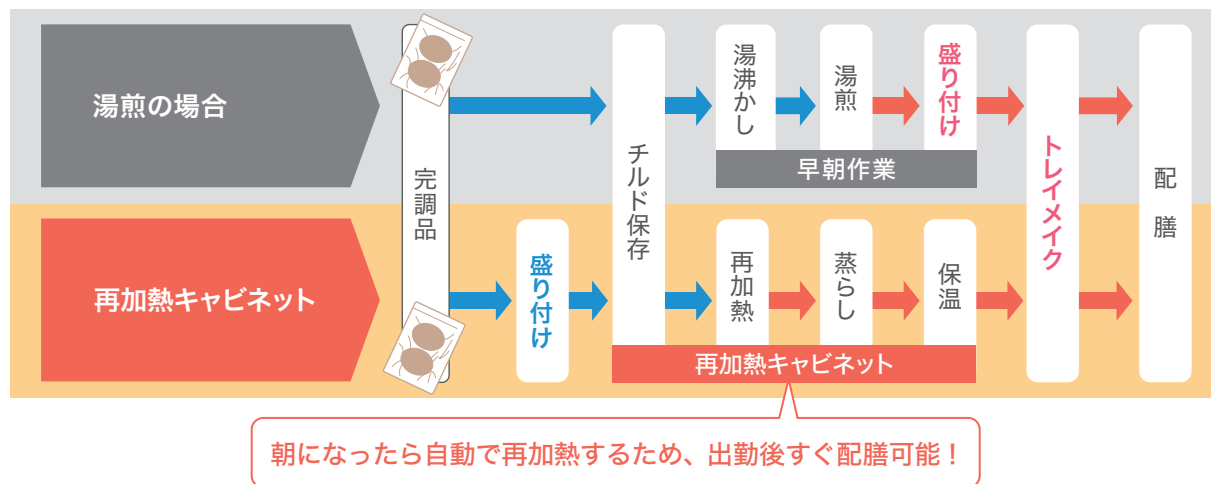 湯煎の場合
完調品
チルド保存
湯沸かし
湯煎
盛り付け
早朝作業
トレイメイク
配膳
再加熱キャビネット
盛り付け
再加熱
蒸らし
保温
再加熱キャビネット
朝になったら自動で再加熱するため、出勤後すぐ配膳可能！